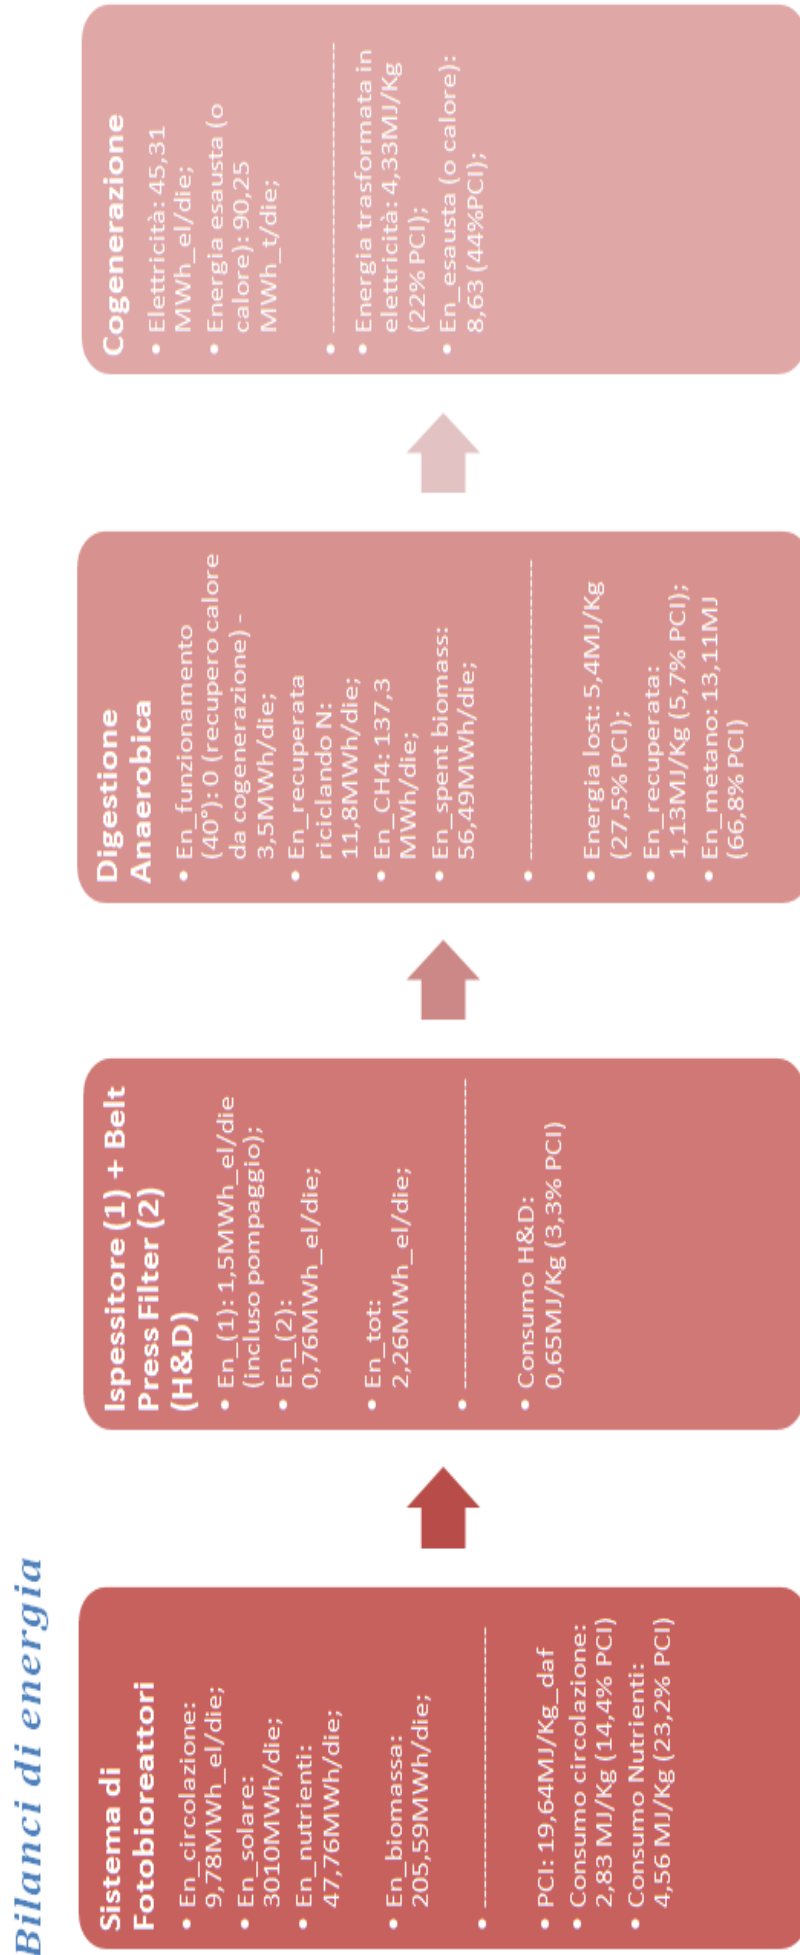 Bilanci di energia
Sistema di
Fotobioreattori
• En_circolazione:
9,78MWh_el/die;
• En_solare:
3010MWh/die;
• En_nutrienti:
47,76MWh/die;
• En_biomassa:
205,59MWh/die;
• -----------------------------------
• PCI: 19,64MJ/Kg_daf
• Consumo circolazione:
2,83 MJ/Kg (14,4% PCI)
• Consumo Nutrienti:
4,56 MJ/Kg (23,2% PCI)
Ispessitore (1) + Belt
Press Filter (2)
(H&D)
• En_(1): 1,5MWh_el/die
(incluso pompaggio);
• En_(2):
0,76MWh_el/die;
• En_tot:
2,26MWh_el/die;
• -----------------------------------
• Consumo H&D:
0,65MJ/Kg (3,3% PCI)
Digestione
Anaerobica
• En_funzionamento
(40°): 0 (recupero calore
da cogenerazione) -
3,5MWh/die;
• En_recuperata
riciclando N:
11,8MWh/die;
• En_CH4: 137,3
MWh/die;
• En_spent biomass:
56,49MWh/die;
• -----------------------------------
• Energia lost: 5,4MJ/Kg
(27,5% PCI);
• En_recuperata:
1,13MJ/Kg (5,7% PCI);
• En_metano: 13,11MJ
(66,8% PCI)
Cogenerazione
• Elettricità: 45,31
MWh_el/die;
• Energia esausta (o
calore): 90,25
MWh_t/die;
• -----------------------------------
• Energia trasformata in
elettricità: 4,33MJ/Kg
(22% PCI);
• En_esausta (o calore):
8,63 (44%PCI);